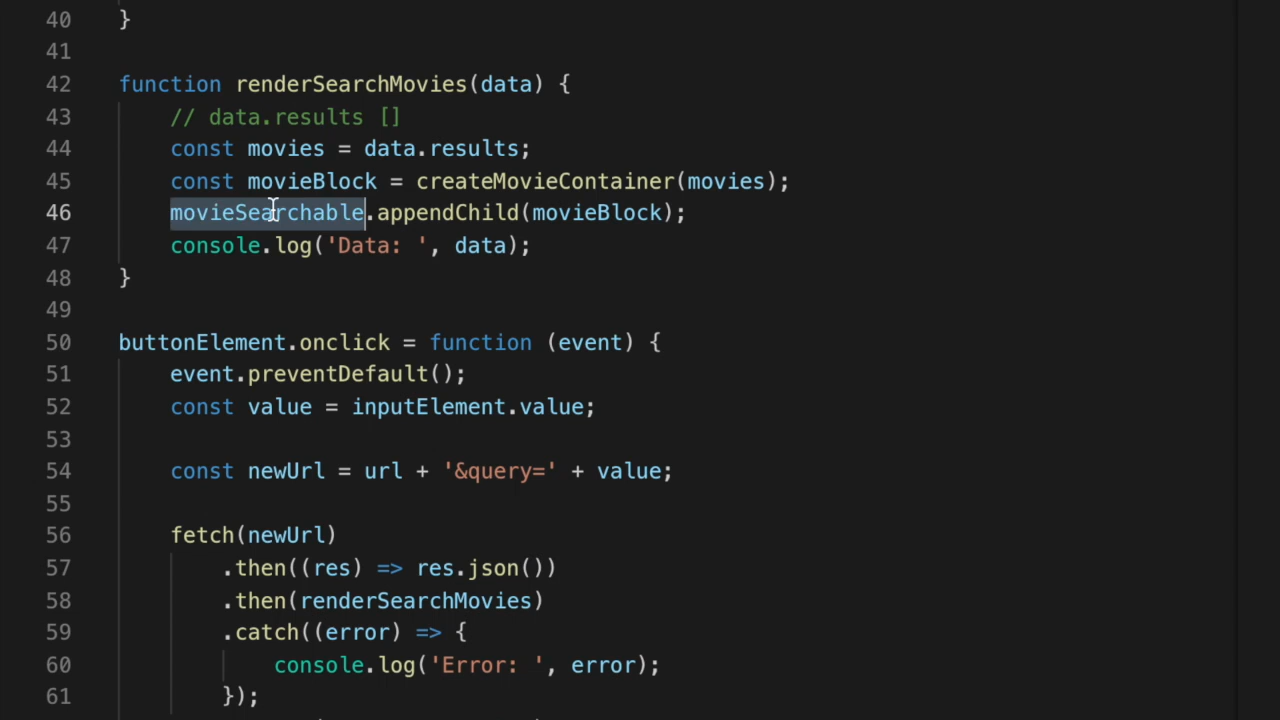 40 }
41
42 function renderSearchMovies(data) {
43 // data.results []
44 const movies = data.results;
45 const movieBlock = createMovieContainer(movies);
46 movieSearchable.appendChild(movieBlock);
47 console.log('Data: ', data);
48 }
49
50 buttonElement.onclick = function (event) {
51 event.preventDefault();
52 const value = inputElement.value;
53
54 const newUrl = url + '&query=' + value;
55
56 fetch(newUrl)
57 .then((res) => res.json())
58 .then(renderSearchMovies)
59 .catch((error) => {
60 console.log('Error: ', error);
61 });